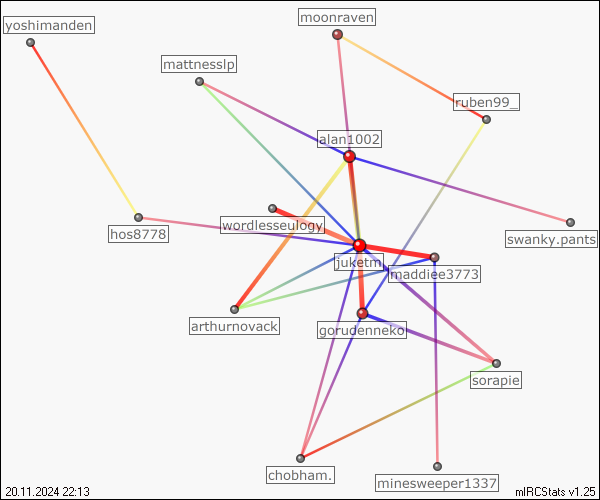 moonraven
yoshimanden
mattnesslp
ruben99_
alan1002
wordlesseulogy
hos8778
swanky.pants
juketm
maddiee3773
arthurnovack
gorudenneko
sorapie
chobham.
minesweeper1337
20.11.2024 22:13
mIRCStats v1.25